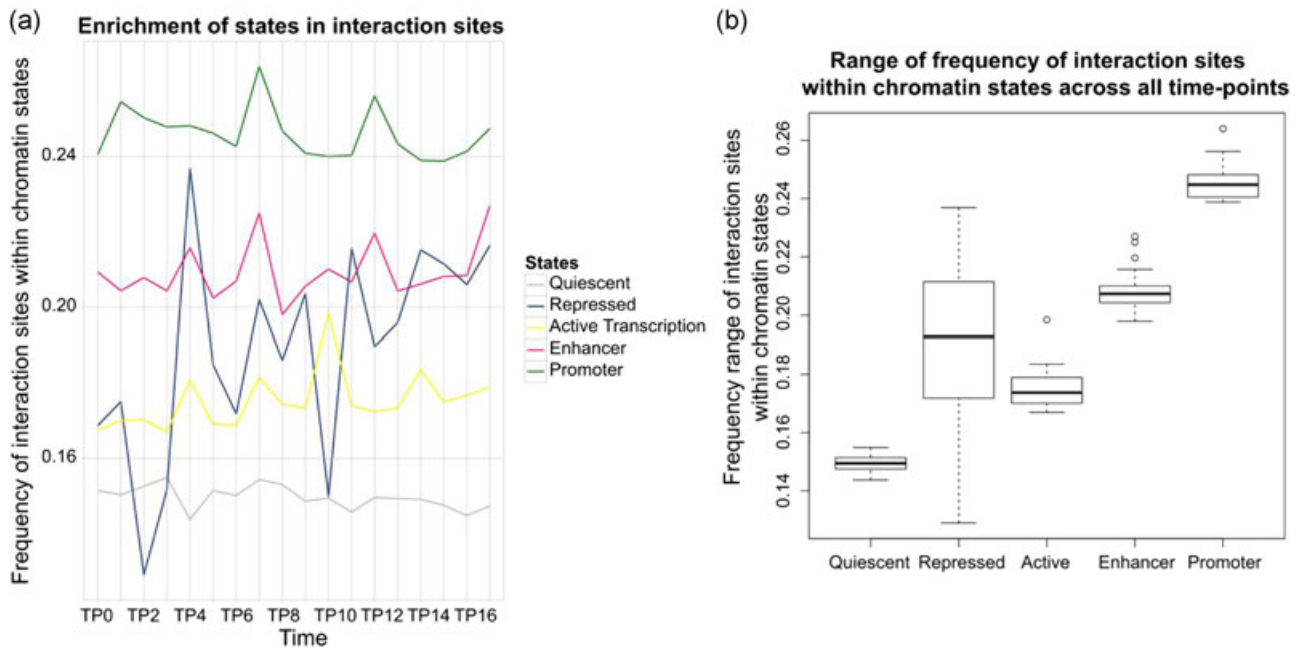 (a)
Enrichment of states in interaction sites
Frequency of interaction sites within chromatin states
0.24
0.20
0.16
TP0 TP2 TP4 TP6 TP8 TP10 TP12 TP14 TP16
Time
States
Quiescent
Repressed
Active Transcription
Enhancer
Promoter
(b)
Range of frequency of interaction sites
within chromatin states across all time-points
Frequency range of interaction sites
within chromatin states
0.26
0.24
0.22
0.20
0.18
0.16
0.14
Quiescent Repressed Active Enhancer Promoter